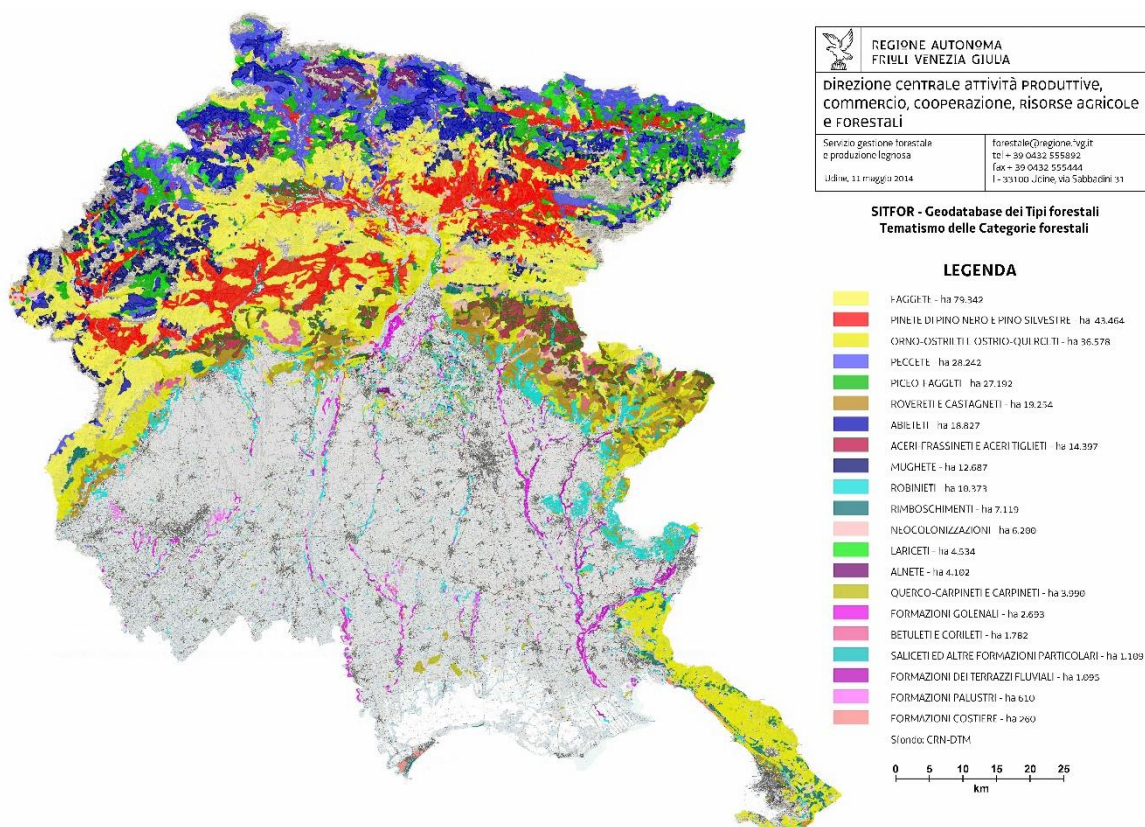 REGIONE AUTONOMA
FRIULI VENEZIA GIULIA
DIREZIONE CENTRALE ATTIVITÀ PRODUTTIVE,
COMMERCIO, COOPERAZIONE, RISORSE AGRICOLE
E FORESTALI
Servizio gestione forestale
e produzione legnosa
Udine, 11 maggio 2014
forestale@regione.fvg.it
tel + 39 0432 555892
fax + 39 0432 555444
I - 33100 Udine, via Sabbadini 31
SITFOR - Geodatabase dei Tipi forestali
Tematismo delle Categorie forestali
LEGENDA
FAGGETE - ha 79.342
PINETE DI PINO NERO E PINO SILVESTRE - ha 43.464
ORNO-OSTRIETI E OSTRIO-QUERCETI - ha 36.578
PECCETE - ha 28.242
PICEO-FAGGETI - ha 27.192
ROVERETI E CASTAGNETI - ha 19.254
ABIETETI - ha 18.827
ACERI-FRASSINETI E ACERI TIGLIETI - ha 14.397
MUGHETE - ha 12.687
ROBINIETI - ha 10.373
RIMBOSCHIMENTI - ha 7.119
NEOCOLONIZZAZIONI - ha 6.200
LARICETI - ha 4.534
ALNETE - ha 4.102
QUERCO-CARPINETI E CARPINETI - ha 3.990
FORMAZIONI GOLENALI - ha 2.693
BETULETI E CORILETI - ha 1.782
SALICETI ED ALTRE FORMAZIONI PARTICOLARI - ha 1.109
FORMAZIONI DEI TERRAZZI FLUVIALI - ha 1.095
FORMAZIONI PALUSTRI - ha 610
FORMAZIONI COSTIERE - ha 260
Sfondo: CRN-DTM
0 5 10 15 20 25
km